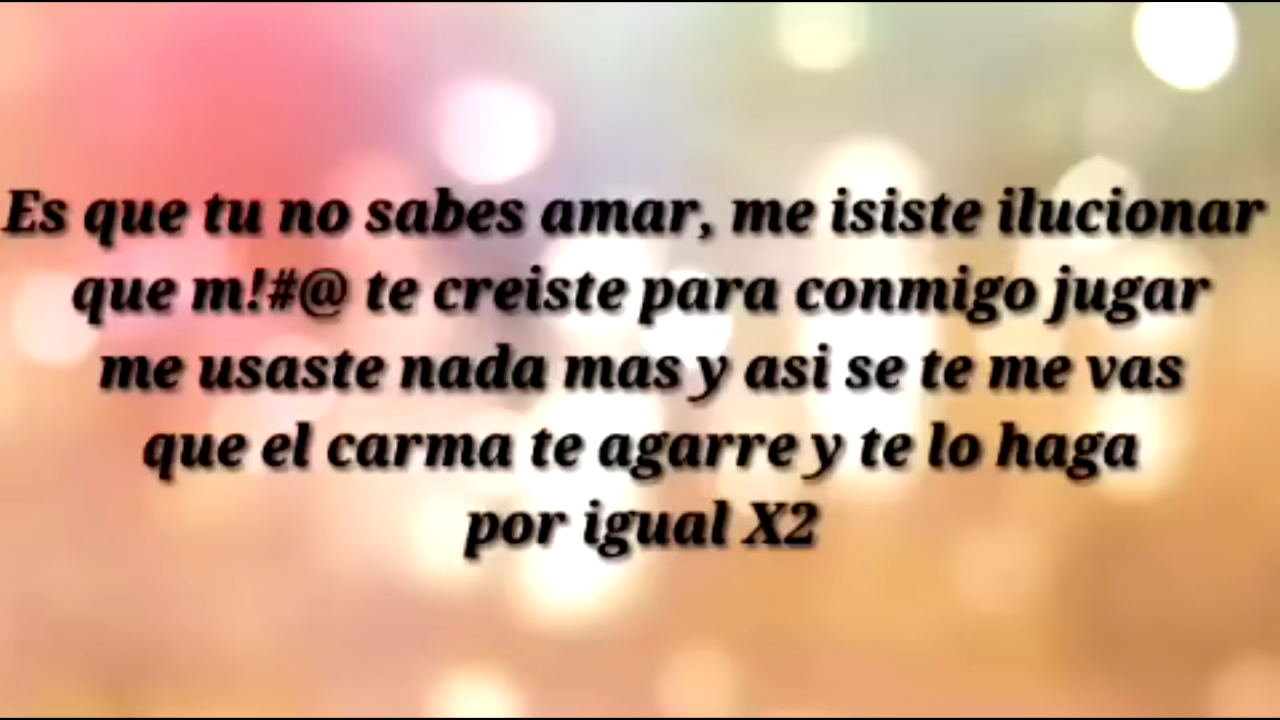 Es que tu no sabes amar, me isiste ilucionar
que m!#@ te creiste para conmigo jugar
me usaste nada mas y asi se te me vas
que el carma te agarre y te lo haga
por igual X2